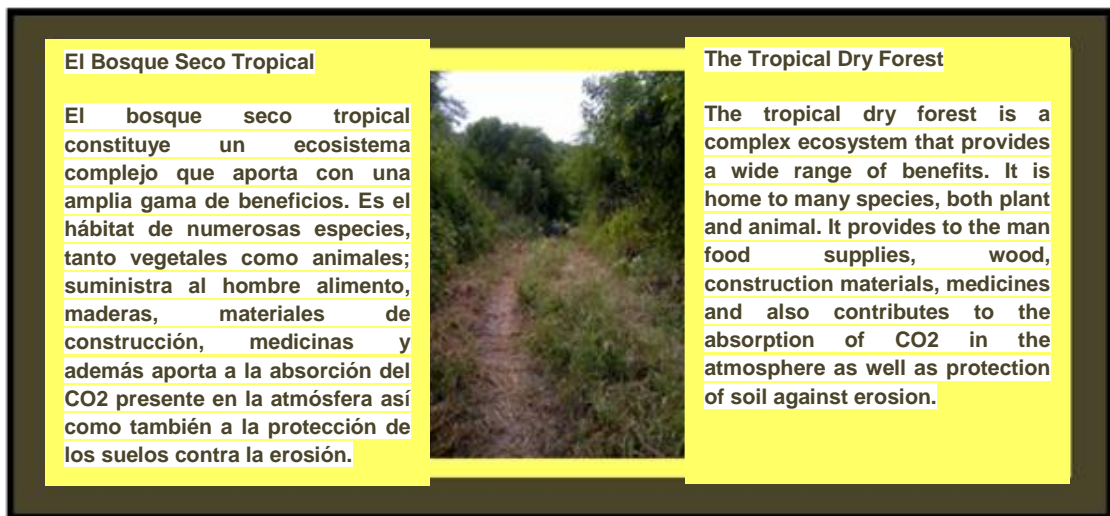 El Bosque Seco Tropical
El bosque seco tropical
constituye un ecosistema
complejo que aporta con una
amplia gama de beneficios. Es el
hábitat de numerosas especies,
tanto vegetales como animales;
suministra al hombre alimento,
maderas, materiales de
construcción, medicinas y
además aporta a la absorción del
CO2 presente en la atmósfera así
como también a la protección de
los suelos contra la erosión.
The Tropical Dry Forest
The tropical dry forest is a
complex ecosystem that provides
a wide range of benefits. It is
home to many species, both plant
and animal. It provides to the man
food supplies, wood,
construction materials, medicines
and also contributes to the
absorption of CO2 in the
atmosphere as well as protection
of soil against erosion.